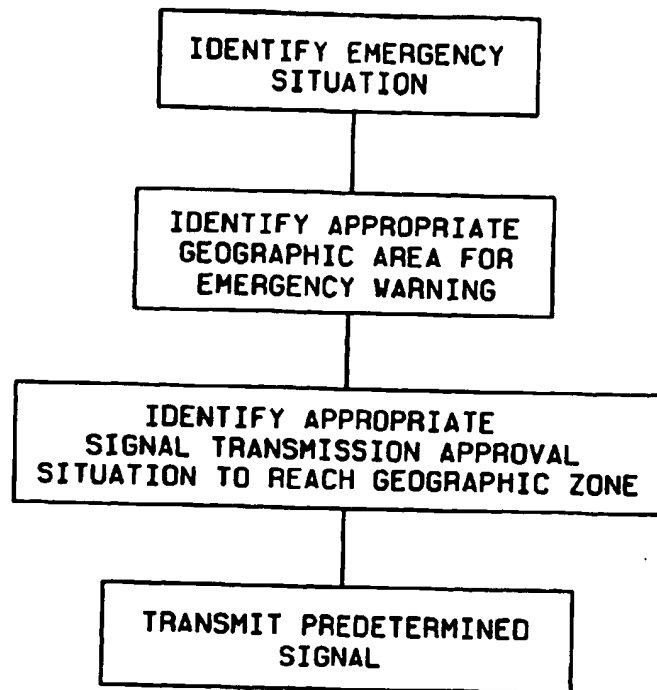 IDENTIFY EMERGENCY
SITUATION
IDENTIFY APPROPRIATE
GEOGRAPHIC AREA FOR
EMERGENCY WARNING
IDENTIFY APPROPRIATE
SIGNAL TRANSMISSION APPROVAL
SITUATION TO REACH GEOGRAPHIC ZONE
TRANSMIT PREDETERMINED
SIGNAL